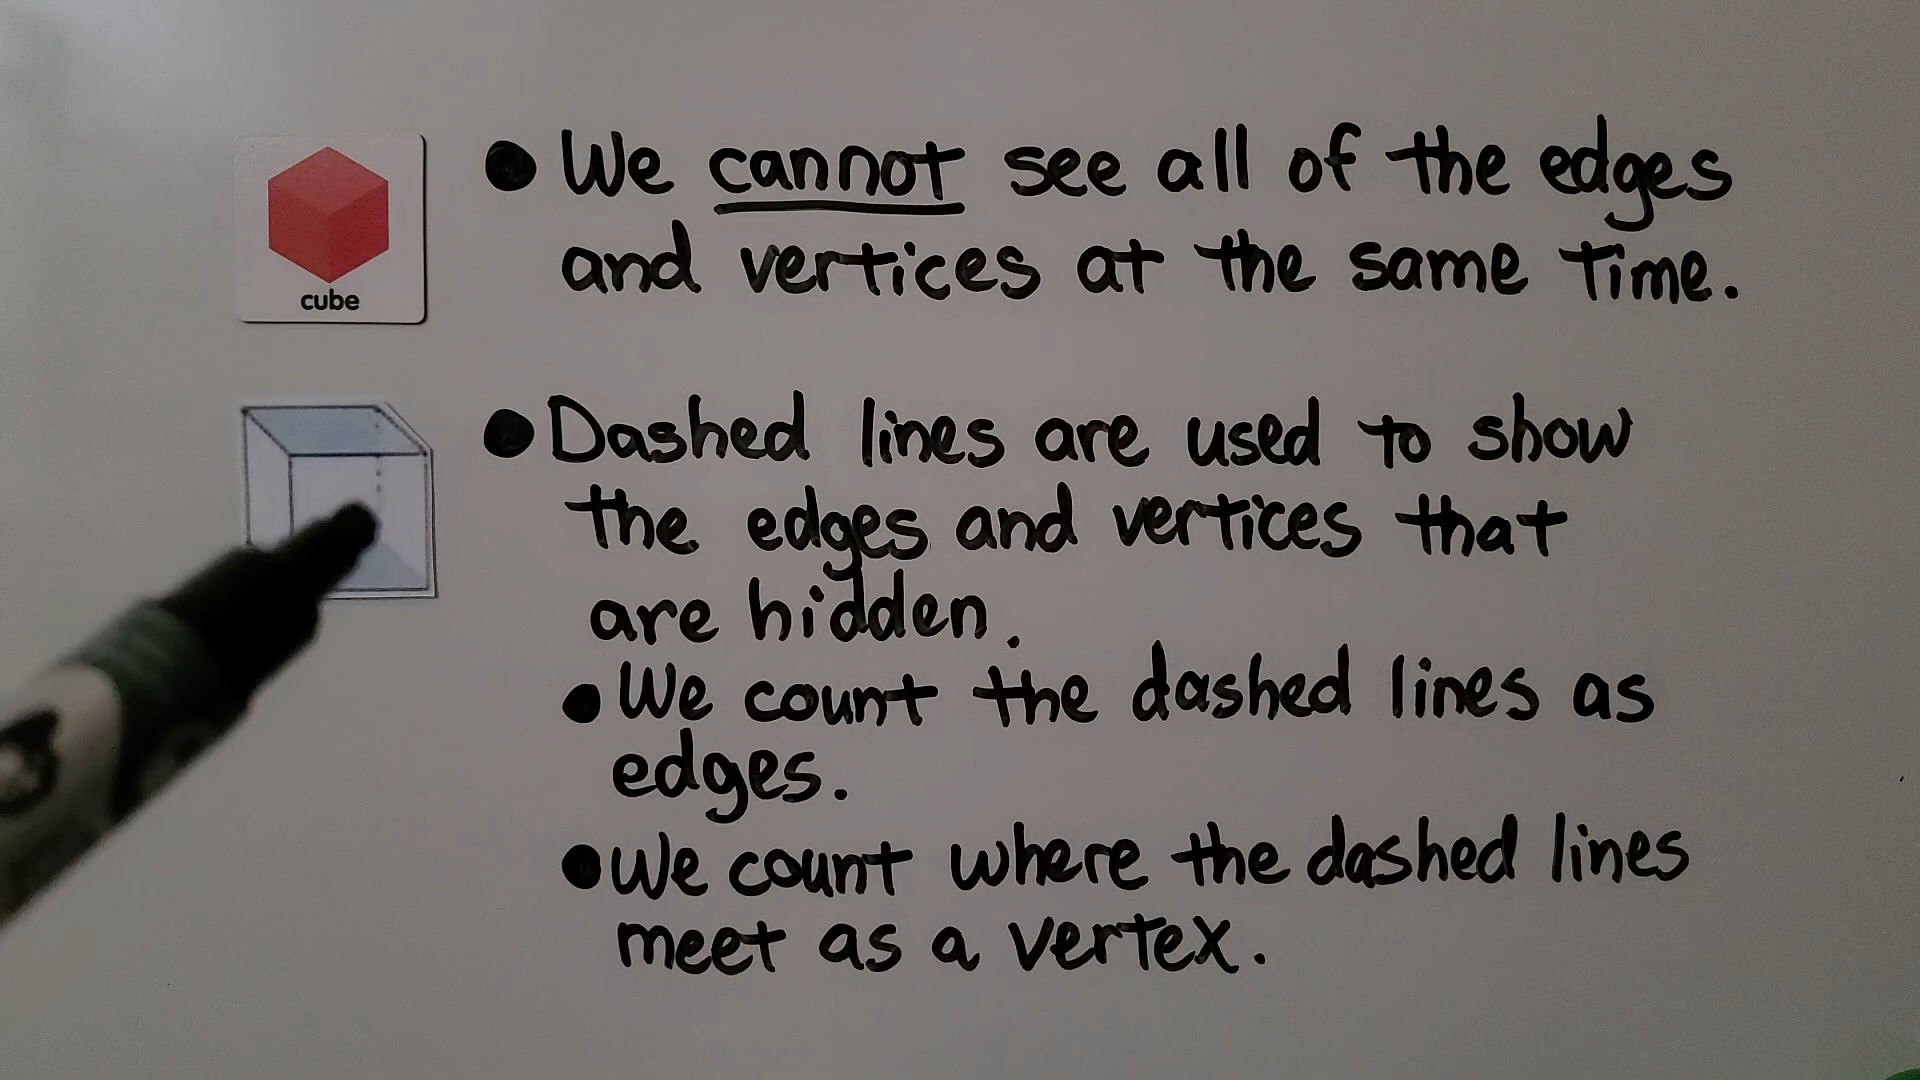 ● We cannot see all of the edges
and vertices at the same time.
cube
● Dashed lines are used to show
the edges and vertices that
are hidden.
● We count the dashed lines as
edges.
● We count where the dashed lines
meet as a vertex.